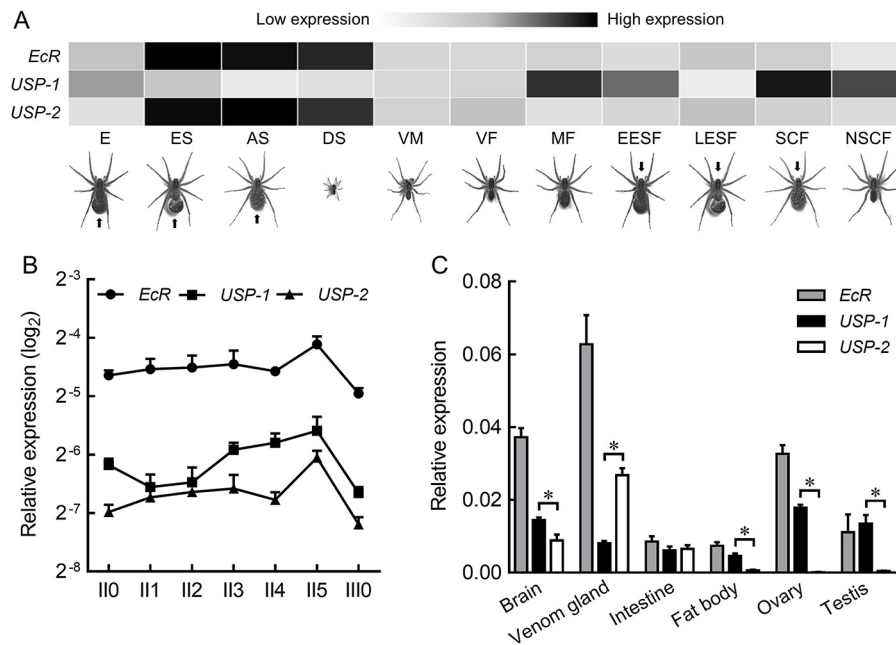 A
Low expression High expression
EcR
USP-1
USP-2
E ES AS DS VM VF MF EESF LESF SCF NSCF
B
EcR USP-1 USP-2
Relative expression (log2)
2-3
2-4
2-5
2-6
2-7
2-8
II0 II1 II2 II3 II4 II5 III0
C
EcR
USP-1
USP-2
Relative expression
0.08
0.06
0.04
0.02
0.00
* * * * *
Brain Venom gland Intestine Fat body Ovary Testis